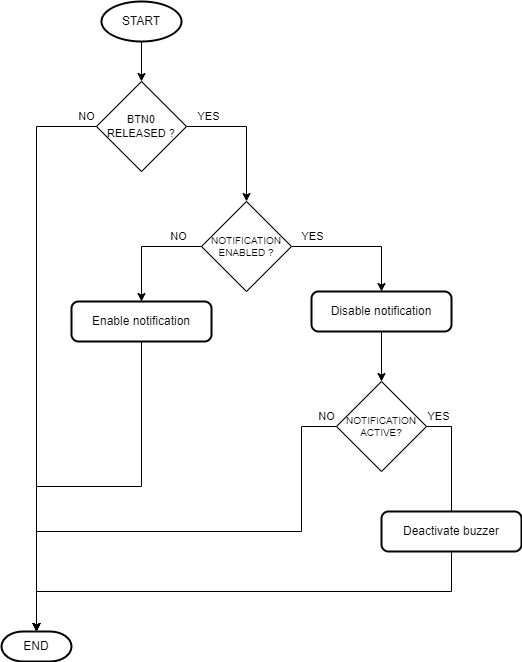 START
NO
BTN0
YES
RELEASED ?
NO
NOTIFICATION
YES
ENABLED ?
Enable notification
Disable notification
NO
NOTIFICATION
YES
ACTIVE?
Deactivate buzzer
END